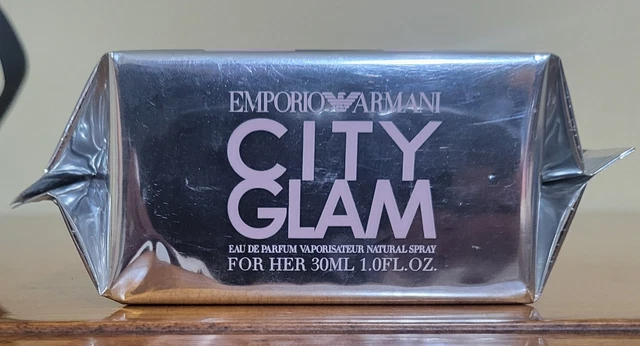 EMPORIO ARMANI
CITY
GLAM
EAU DE PARFUM VAPORISATEUR NATURAL SPRAY
FOR HER 30ML 1.0FL.OZ.